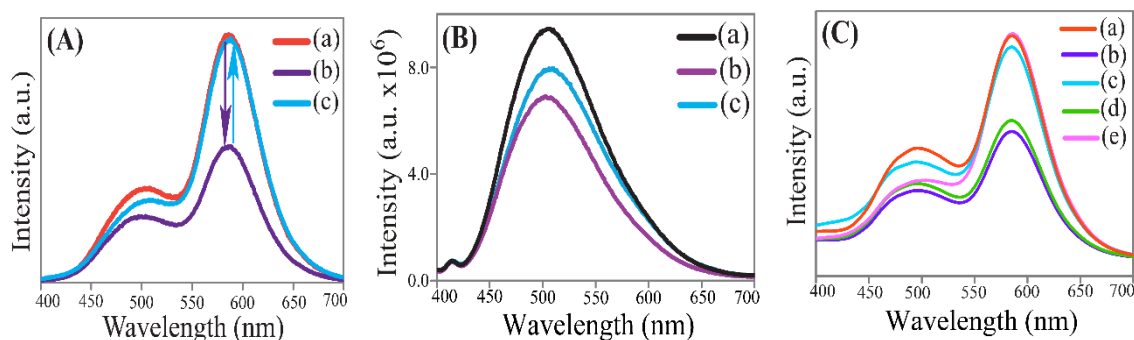 (A)
(a)
(b)
(c)
Intensity (a.u.)
400 450 500 550 600 650 700
Wavelength (nm)
(B)
(a)
(b)
(c)
Intensity (a.u. x10⁶)
8.0
4.0
0.0
400 450 500 550 600 650 700
Wavelength (nm)
(C)
(a)
(b)
(c)
(d)
(e)
Intensity (a.u.)
400 450 500 550 600 650 700
Wavelength (nm)